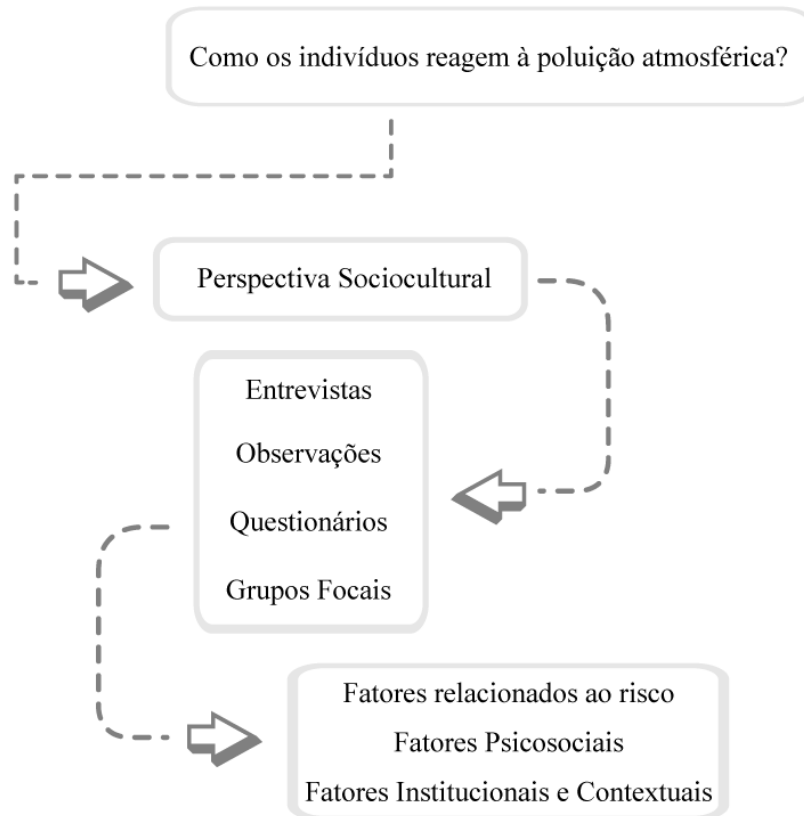 Como os indivíduos reagem à poluição atmosférica?
Perspectiva Sociocultural
Entrevistas
Observações
Questionários
Grupos Focais
Fatores relacionados ao risco
Fatores Psicosociais
Fatores Institucionais e Contextuais